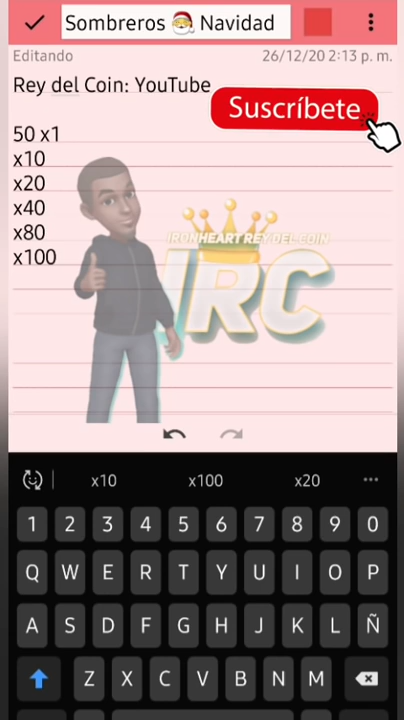 Sombreros 🎅 Navidad
Editando 26/12/20 2:13 p. m.
Rey del Coin: YouTube
Suscríbete
50 x1
x10
x20
x40
x80
x100
IRONHEART REY DEL COIN
IRC
x10 x100 x20
1 2 3 4 5 6 7 8 9 0
Q W E R T Y U I O P
A S D F G H J K L Ñ
Z X C V B N M